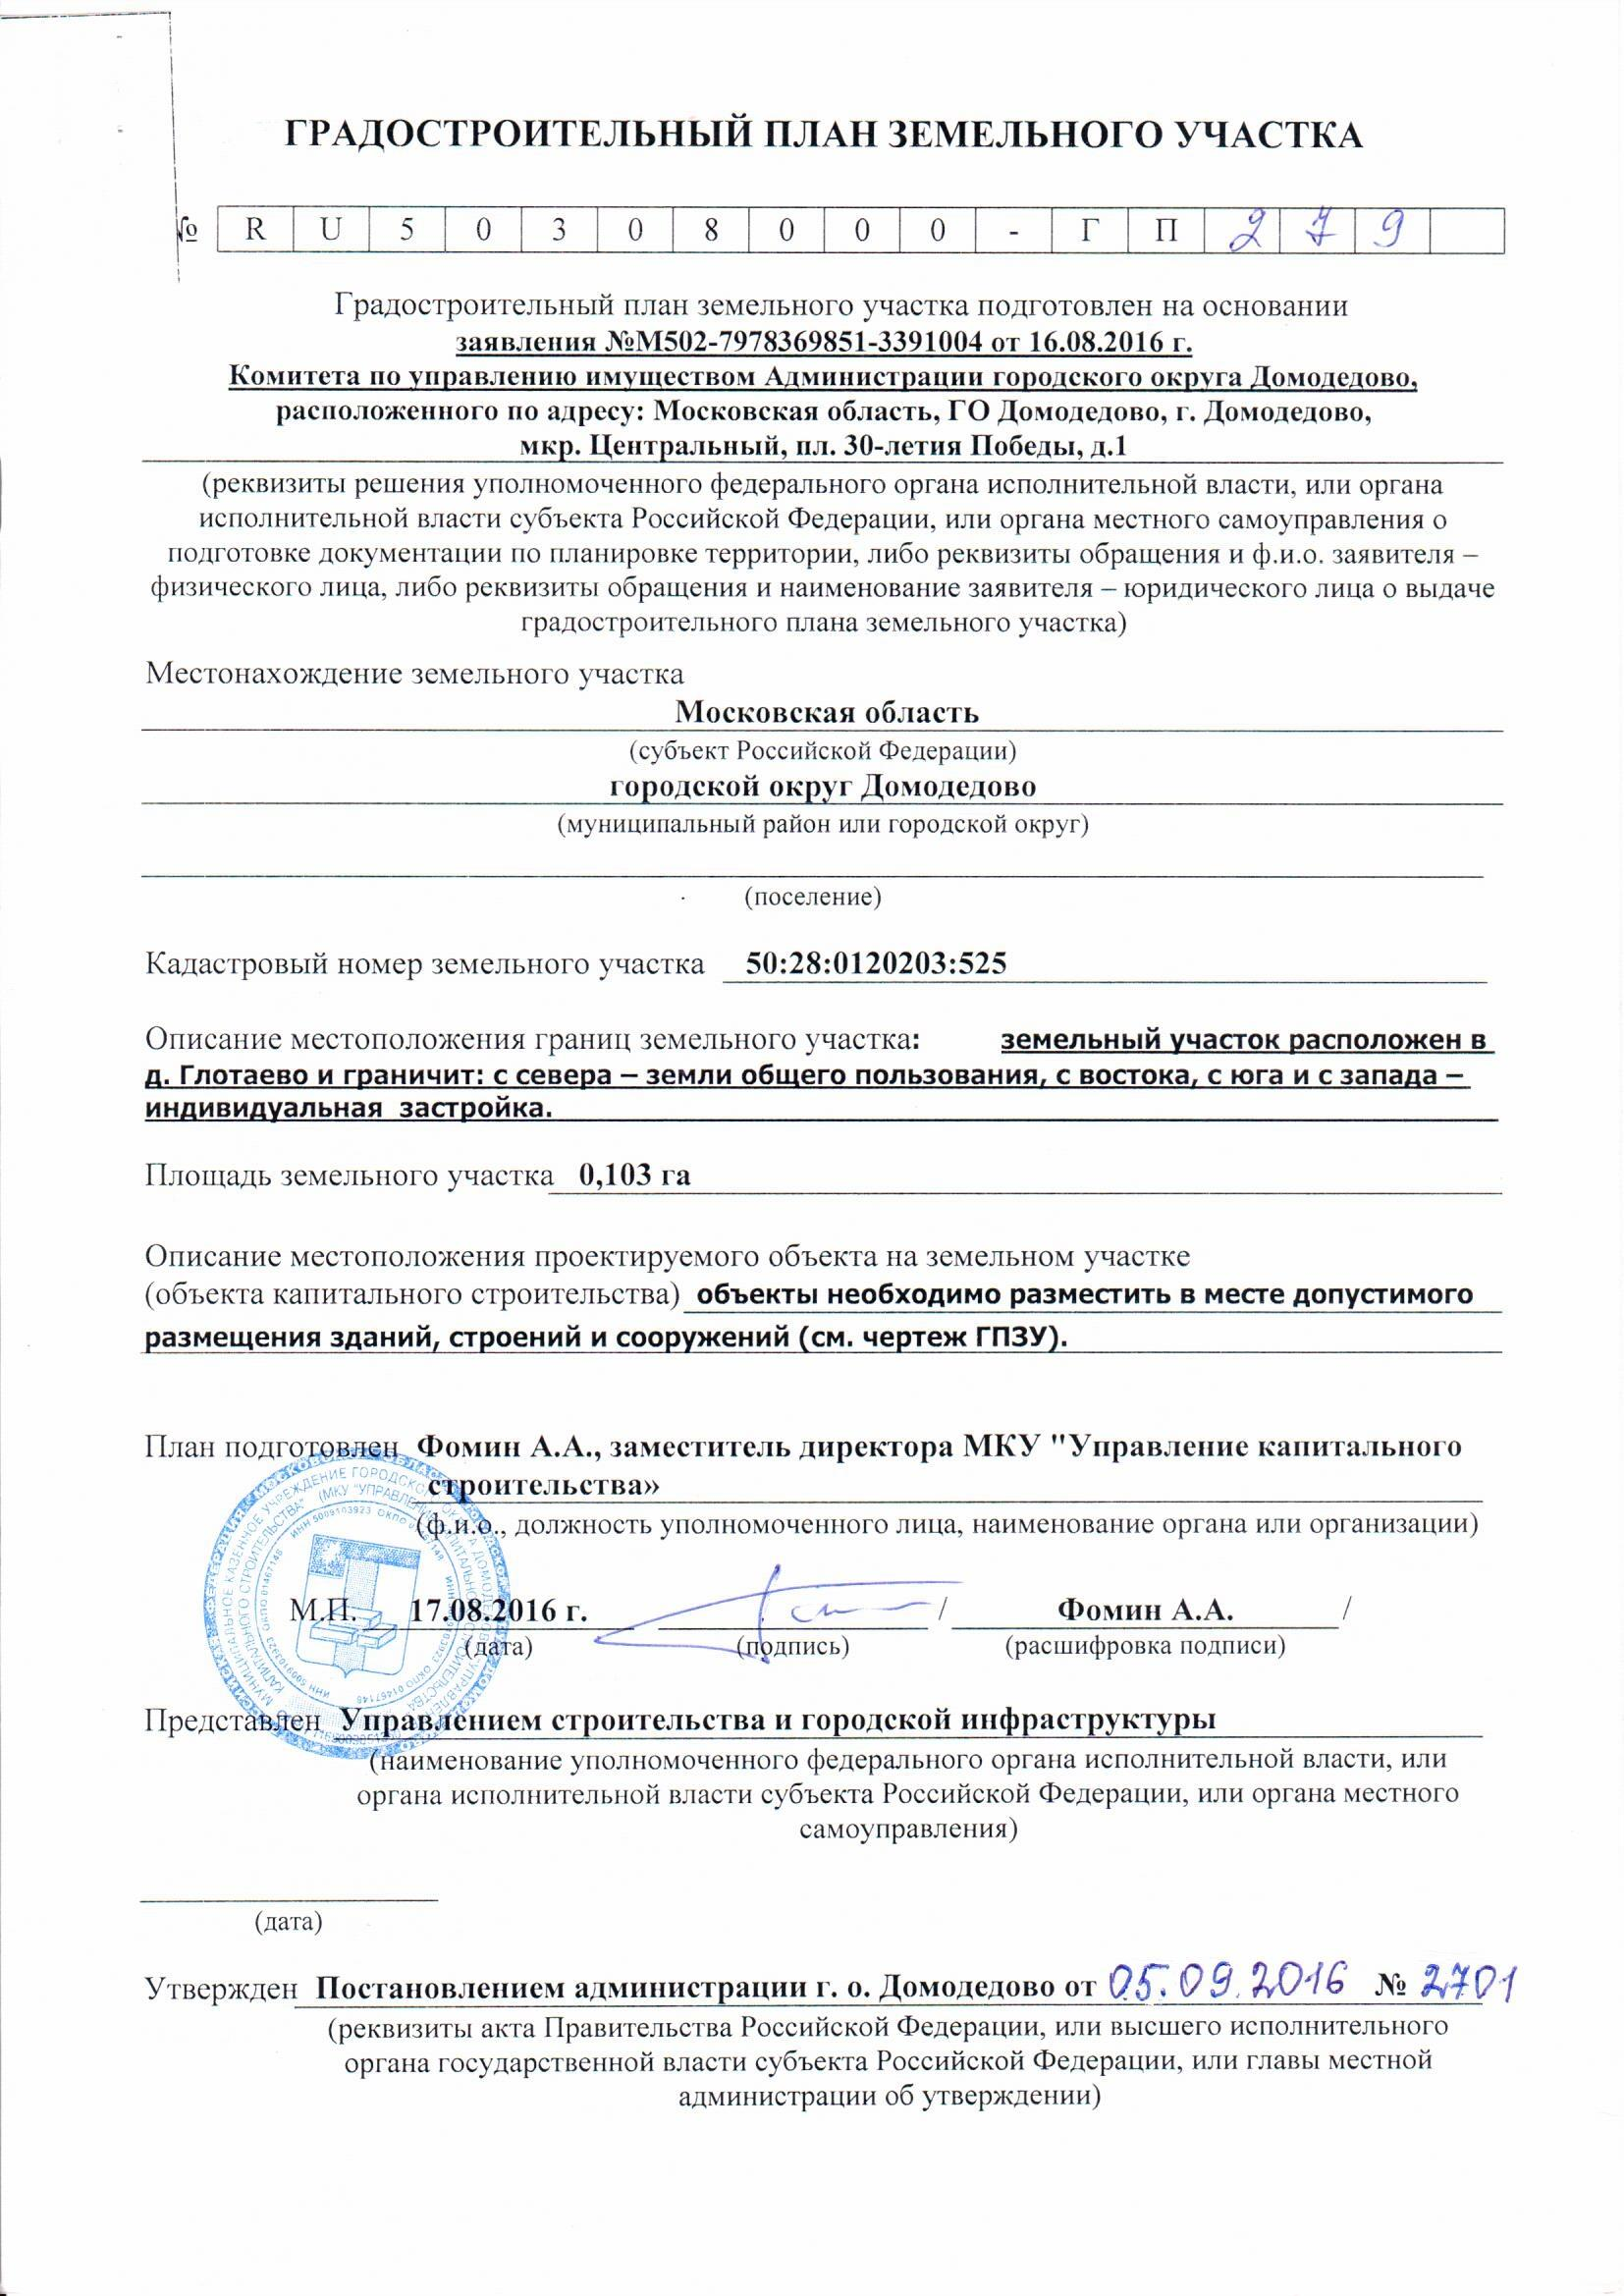 ГРАДОСТРОИТЕЛЬНЫЙ ПЛАН ЗЕМЕЛЬНОГО УЧАСТКА
№ R U 5 0 3 0 8 0 0 0 - Г П 2 7 9
Градостроительный план земельного участка подготовлен на основании
заявления №М502-7978369851-3391004 от 16.08.2016 г.
Комитета по управлению имуществом Администрации городского округа Домодедово,
расположенного по адресу: Московская область, ГО Домодедово, г. Домодедово,
мкр. Центральный, пл. 30-летия Победы, д.1
(реквизиты решения уполномоченного федерального органа исполнительной власти, или органа
исполнительной власти субъекта Российской Федерации, или органа местного самоуправления о
подготовке документации по планировке территории, либо реквизиты обращения и ф.и.о. заявителя –
физического лица, либо реквизиты обращения и наименование заявителя – юридического лица о выдаче
градостроительного плана земельного участка)
Местонахождение земельного участка
Московская область
(субъект Российской Федерации)
городской округ Домодедово
(муниципальный район или городской округ)
(поселение)
Кадастровый номер земельного участка 50:28:0120203:525
Описание местоположения границ земельного участка: земельный участок расположен в
д. Глотаево и граничит: с севера – земли общего пользования, с востока, с юга и с запада –
индивидуальная застройка.
Площадь земельного участка 0,103 га
Описание местоположения проектируемого объекта на земельном участке
(объекта капитального строительства) объекты необходимо разместить в месте допустимого
размещения зданий, строений и сооружений (см. чертеж ГПЗУ).
План подготовлен Фомин А.А., заместитель директора МКУ "Управление капитального
строительства»
(ф.и.о., должность уполномоченного лица, наименование органа или организации)
М.П. 17.08.2016 г. / Фомин А.А. /
(дата) (подпись) (расшифровка подписи)
Представлен Управлением строительства и городской инфраструктуры
(наименование уполномоченного федерального органа исполнительной власти, или
органа исполнительной власти субъекта Российской Федерации, или органа местного
самоуправления)
(дата)
Утвержден Постановлением администрации г. о. Домодедово от 05.09.2016 № 2701
(реквизиты акта Правительства Российской Федерации, или высшего исполнительного
органа государственной власти субъекта Российской Федерации, или главы местной
администрации об утверждении)